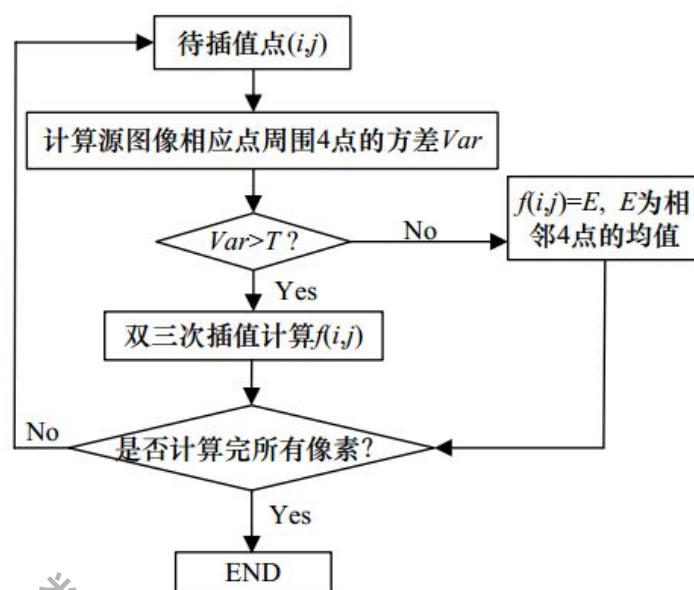 待插值点(i,j)
计算源图像相应点周围4点的方差Var
Var>T?
No
f(i,j)=E, E为相
邻4点的均值
Yes
双三次插值计算f(i,j)
No
是否计算完所有像素?
Yes
END